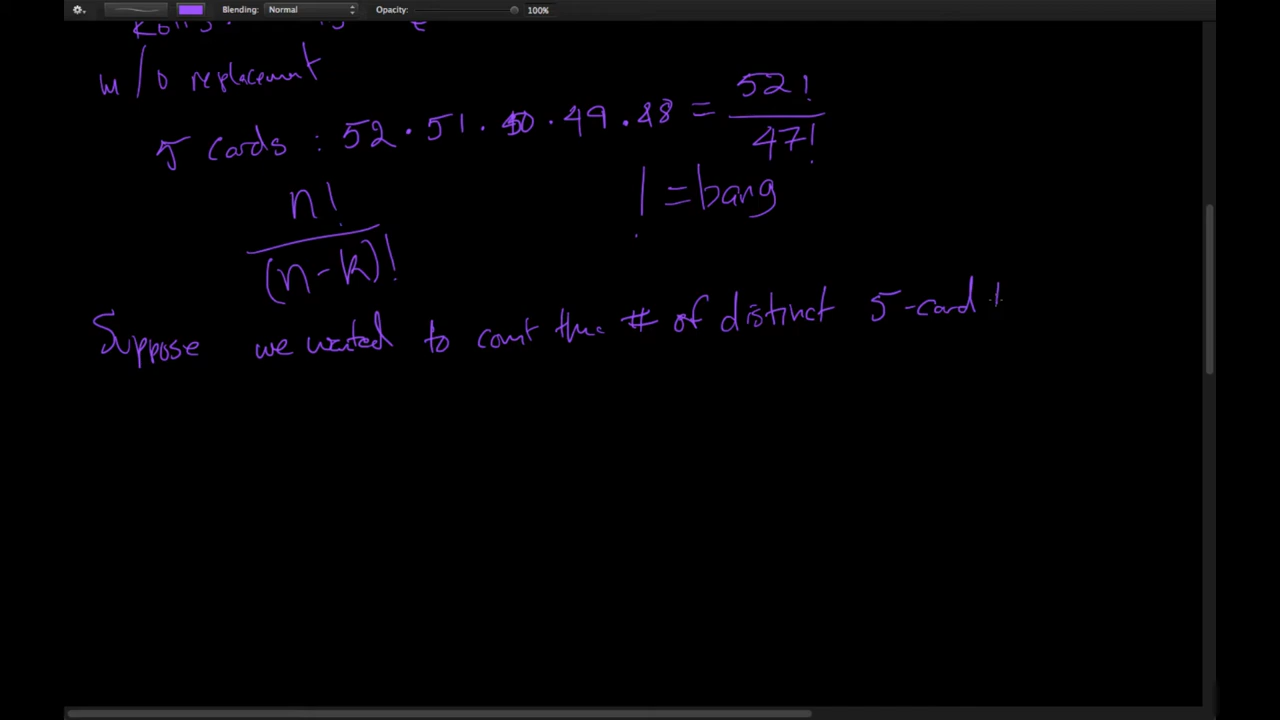 Blending: Normal Opacity: 100%
w/o replacement
5 cards : 52 · 51 · 50 · 49 · 48 = 52! / 47!
n! / (n-k)!
! = bang
Suppose we wanted to count the # of distinct 5-card